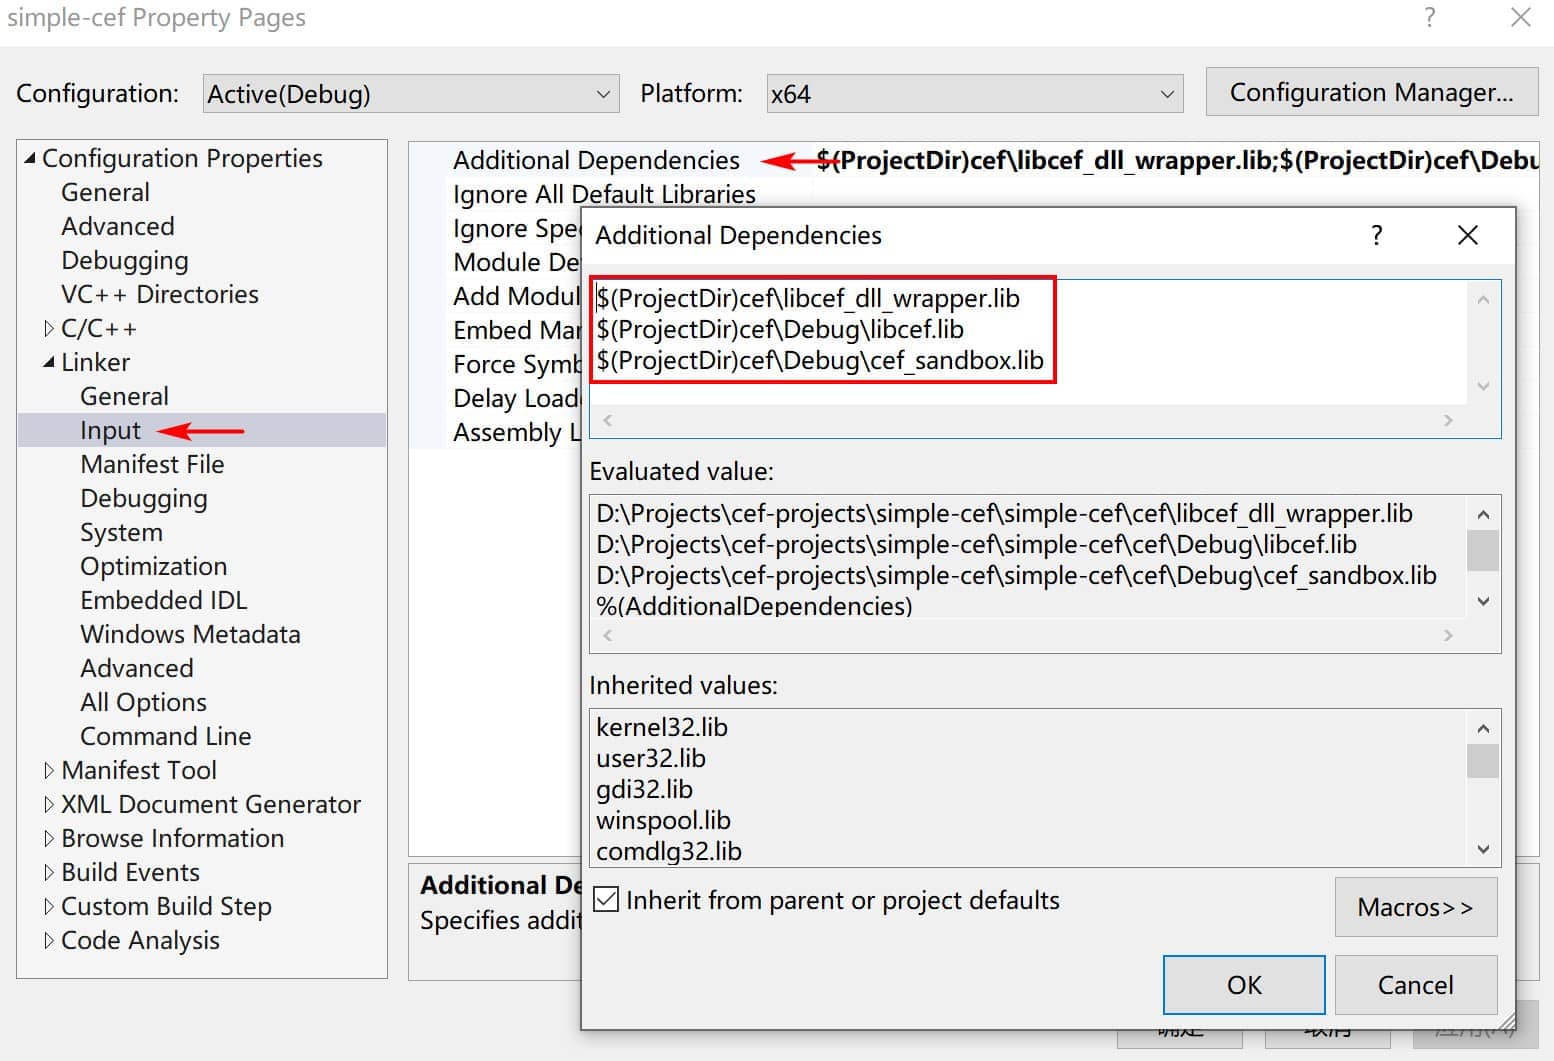 simple-cef Property Pages
?
Configuration:
Active(Debug)
Platform:
x64
Configuration Manager...
Configuration Properties
General
Advanced
Debugging
VC++ Directories
C/C++
Linker
General
Input
Manifest File
Debugging
System
Optimization
Embedded IDL
Windows Metadata
Advanced
All Options
Command Line
Manifest Tool
XML Document Generator
Browse Information
Build Events
Custom Build Step
Code Analysis
Additional Dependencies
$(ProjectDir)cef\libcef_dll_wrapper.lib;$(ProjectDir)cef\Debu
Ignore All Default Libraries
Ignore Spe
Module De
Add Modul
Embed Mar
Force Symb
Delay Load
Assembly L
Additional De
Specifies addit
Additional Dependencies
?
$(ProjectDir)cef\libcef_dll_wrapper.lib
$(ProjectDir)cef\Debug\libcef.lib
$(ProjectDir)cef\Debug\cef_sandbox.lib
Evaluated value:
D:\Projects\cef-projects\simple-cef\simple-cef\cef\libcef_dll_wrapper.lib
D:\Projects\cef-projects\simple-cef\simple-cef\cef\Debug\libcef.lib
D:\Projects\cef-projects\simple-cef\simple-cef\cef\Debug\cef_sandbox.lib
%(AdditionalDependencies)
Inherited values:
kernel32.lib
user32.lib
gdi32.lib
winspool.lib
comdlg32.lib
Inherit from parent or project defaults
Macros>>
OK
Cancel